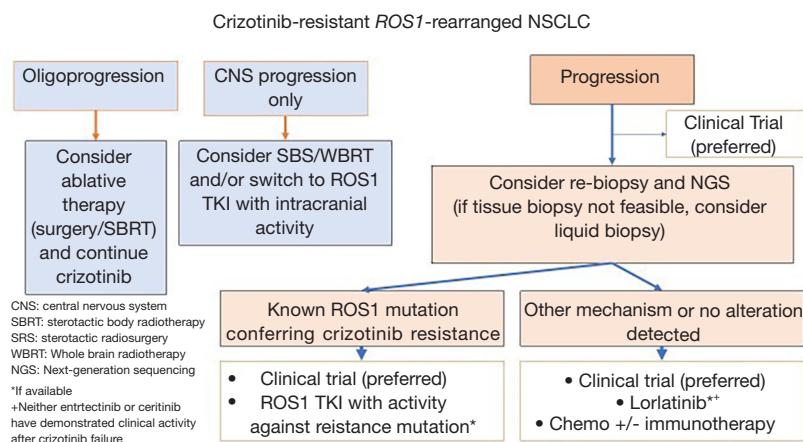 Crizotinib-resistant ROS1-rearranged NSCLC
Oligoprogression
Consider
ablative
therapy
(surgery/SBRT)
and continue
crizotinib
CNS progression
only
Consider SBS/WBRT
and/or switch to ROS1
TKI with intracranial
activity
Progression
Clinical Trial
(preferred)
Consider re-biopsy and NGS
(if tissue biopsy not feasible, consider
liquid biopsy)
Known ROS1 mutation
conferring crizotinib resistance
• Clinical trial (preferred)
• ROS1 TKI with activity
against reistance mutation*
Other mechanism or no alteration
detected
• Clinical trial (preferred)
• Lorlatinib*+
• Chemo +/- immunotherapy
CNS: central nervous system
SBRT: sterotactic body radiotherapy
SRS: sterotactic radiosurgery
WBRT: Whole brain radiotherapy
NGS: Next-generation sequencing
*If available
+Neither entrtectinib or ceritinib
have demonstrated clinical activity
after crizotinib failure